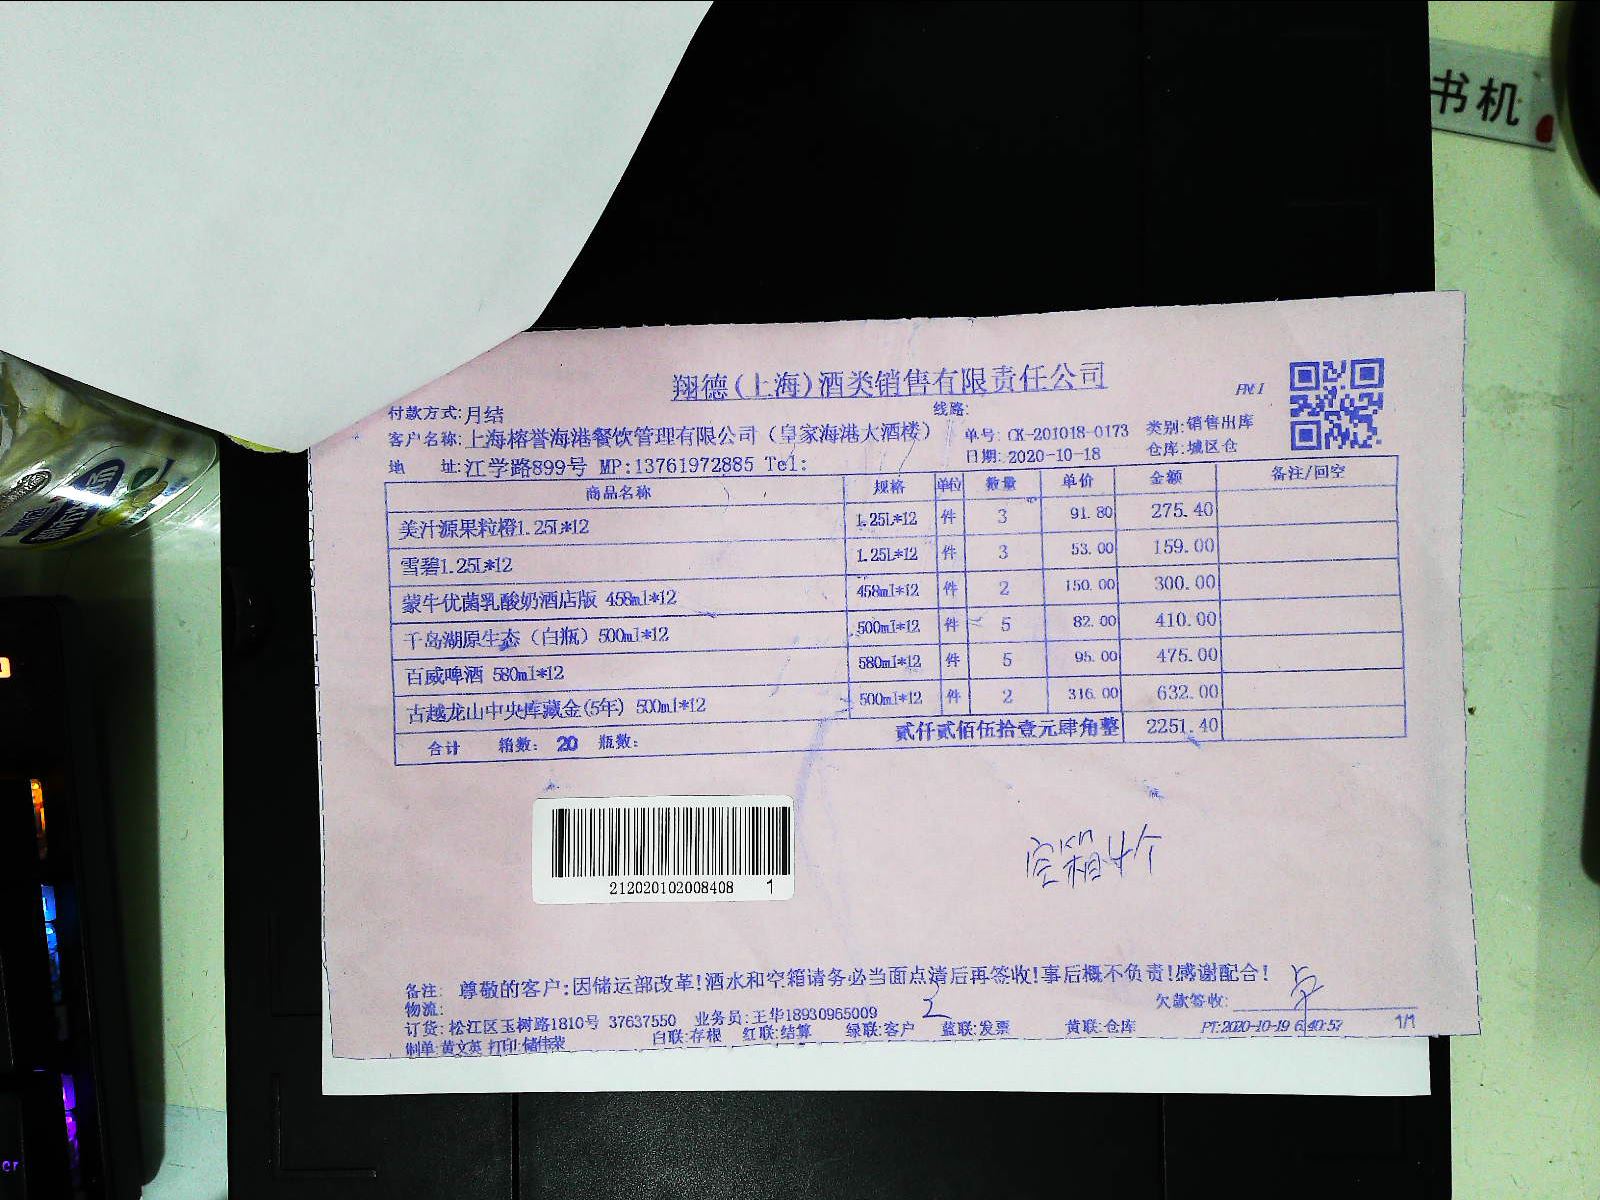 书机
翔德(上海)酒类销售有限责任公司
付款方式:月结 线路:
客户名称:上海榕誉海港餐饮管理有限公司（皇家海港大酒楼） 单号: CK-201018-0173 类别:销售出库
地 址:江学路899号 MP:13761972885 Tel: 日期: 2020-10-18 仓库:城区仓
商品名称 规格 单位 数量 单价 金额 备注/回空
美汁源果粒橙1.25L*12 1.25L*12 件 3 91.80 275.40
雪碧1.25L*12 1.25L*12 件 3 53.00 159.00
蒙牛优菌乳酸奶酒店版 458ml*12 458ml*12 件 2 150.00 300.00
千岛湖原生态（白瓶）500ml*12 500ml*12 件 5 82.00 410.00
百威啤酒 580ml*12 580ml*12 件 5 95.00 475.00
古越龙山中央库藏金(5年) 500ml*12 500ml*12 件 2 316.00 632.00
合计 箱数: 20 瓶数: 贰仟贰佰伍拾壹元肆角整 2251.40
212020102008408 1
空箱
备注: 尊敬的客户:因储运部改革!酒水和空箱请务必当面点清后再签收!事后概不负责!感谢配合!
物流: 欠款签收:
订货: 松江区玉树路1810号 37637550 业务员:王华18930965009
制单:黄文英 打印:储伟荣 白联:存根 红联:结算 绿联:客户 蓝联:发票 黄联:仓库 PT:2020-10-19 6:40:57 1/1